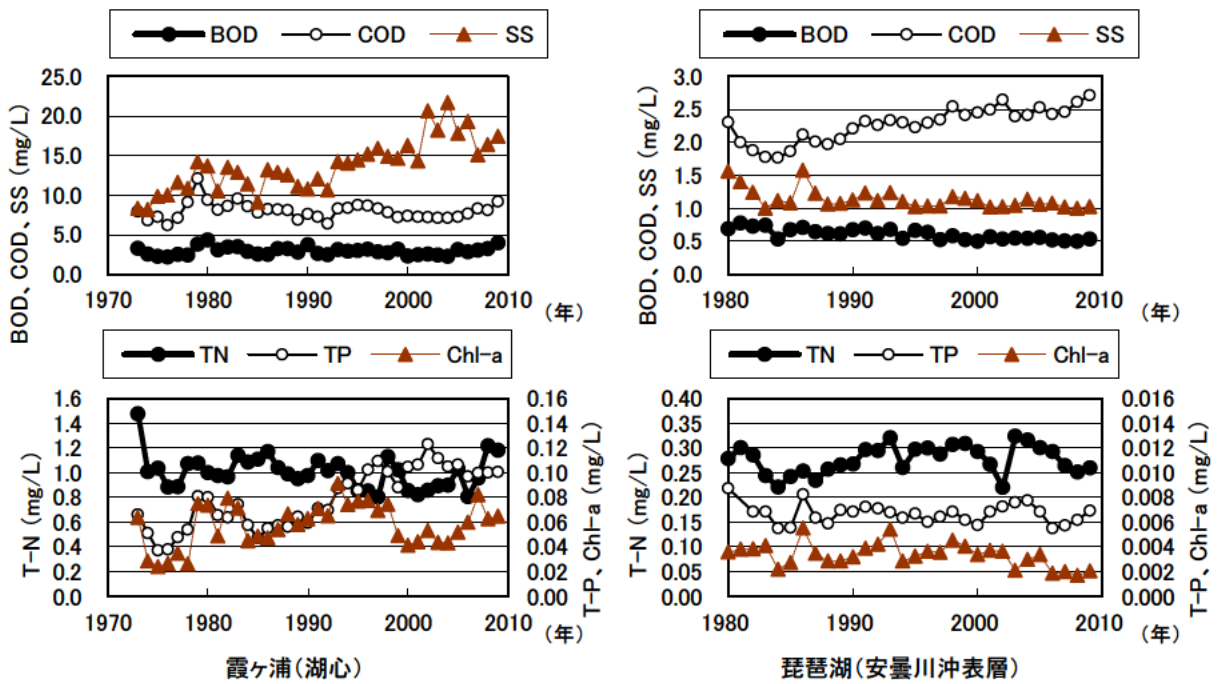 BOD COD SS
BOD、COD、SS (mg/L)
25.0
20.0
15.0
10.0
5.0
0.0
1970 1980 1990 2000 2010
(年)
BOD COD SS
BOD、COD、SS (mg/L)
3.0
2.5
2.0
1.5
1.0
0.5
0.0
1980 1990 2000 2010
(年)
TN TP Chl-a
T-N (mg/L)
1.6
1.4
1.2
1.0
0.8
0.6
0.4
0.2
0.0
0.16
0.14
0.12
0.10
0.08
0.06
0.04
0.02
0.00
T-P、Chl-a (mg/L)
1970 1980 1990 2000 2010
(年)
霞ヶ浦(湖心)
TN TP Chl-a
T-N (mg/L)
0.40
0.35
0.30
0.25
0.20
0.15
0.10
0.05
0.00
0.016
0.014
0.012
0.010
0.008
0.006
0.004
0.002
0.000
T-P、Chl-a (mg/L)
1980 1990 2000 2010
(年)
琵琶湖(安曇川沖表層)